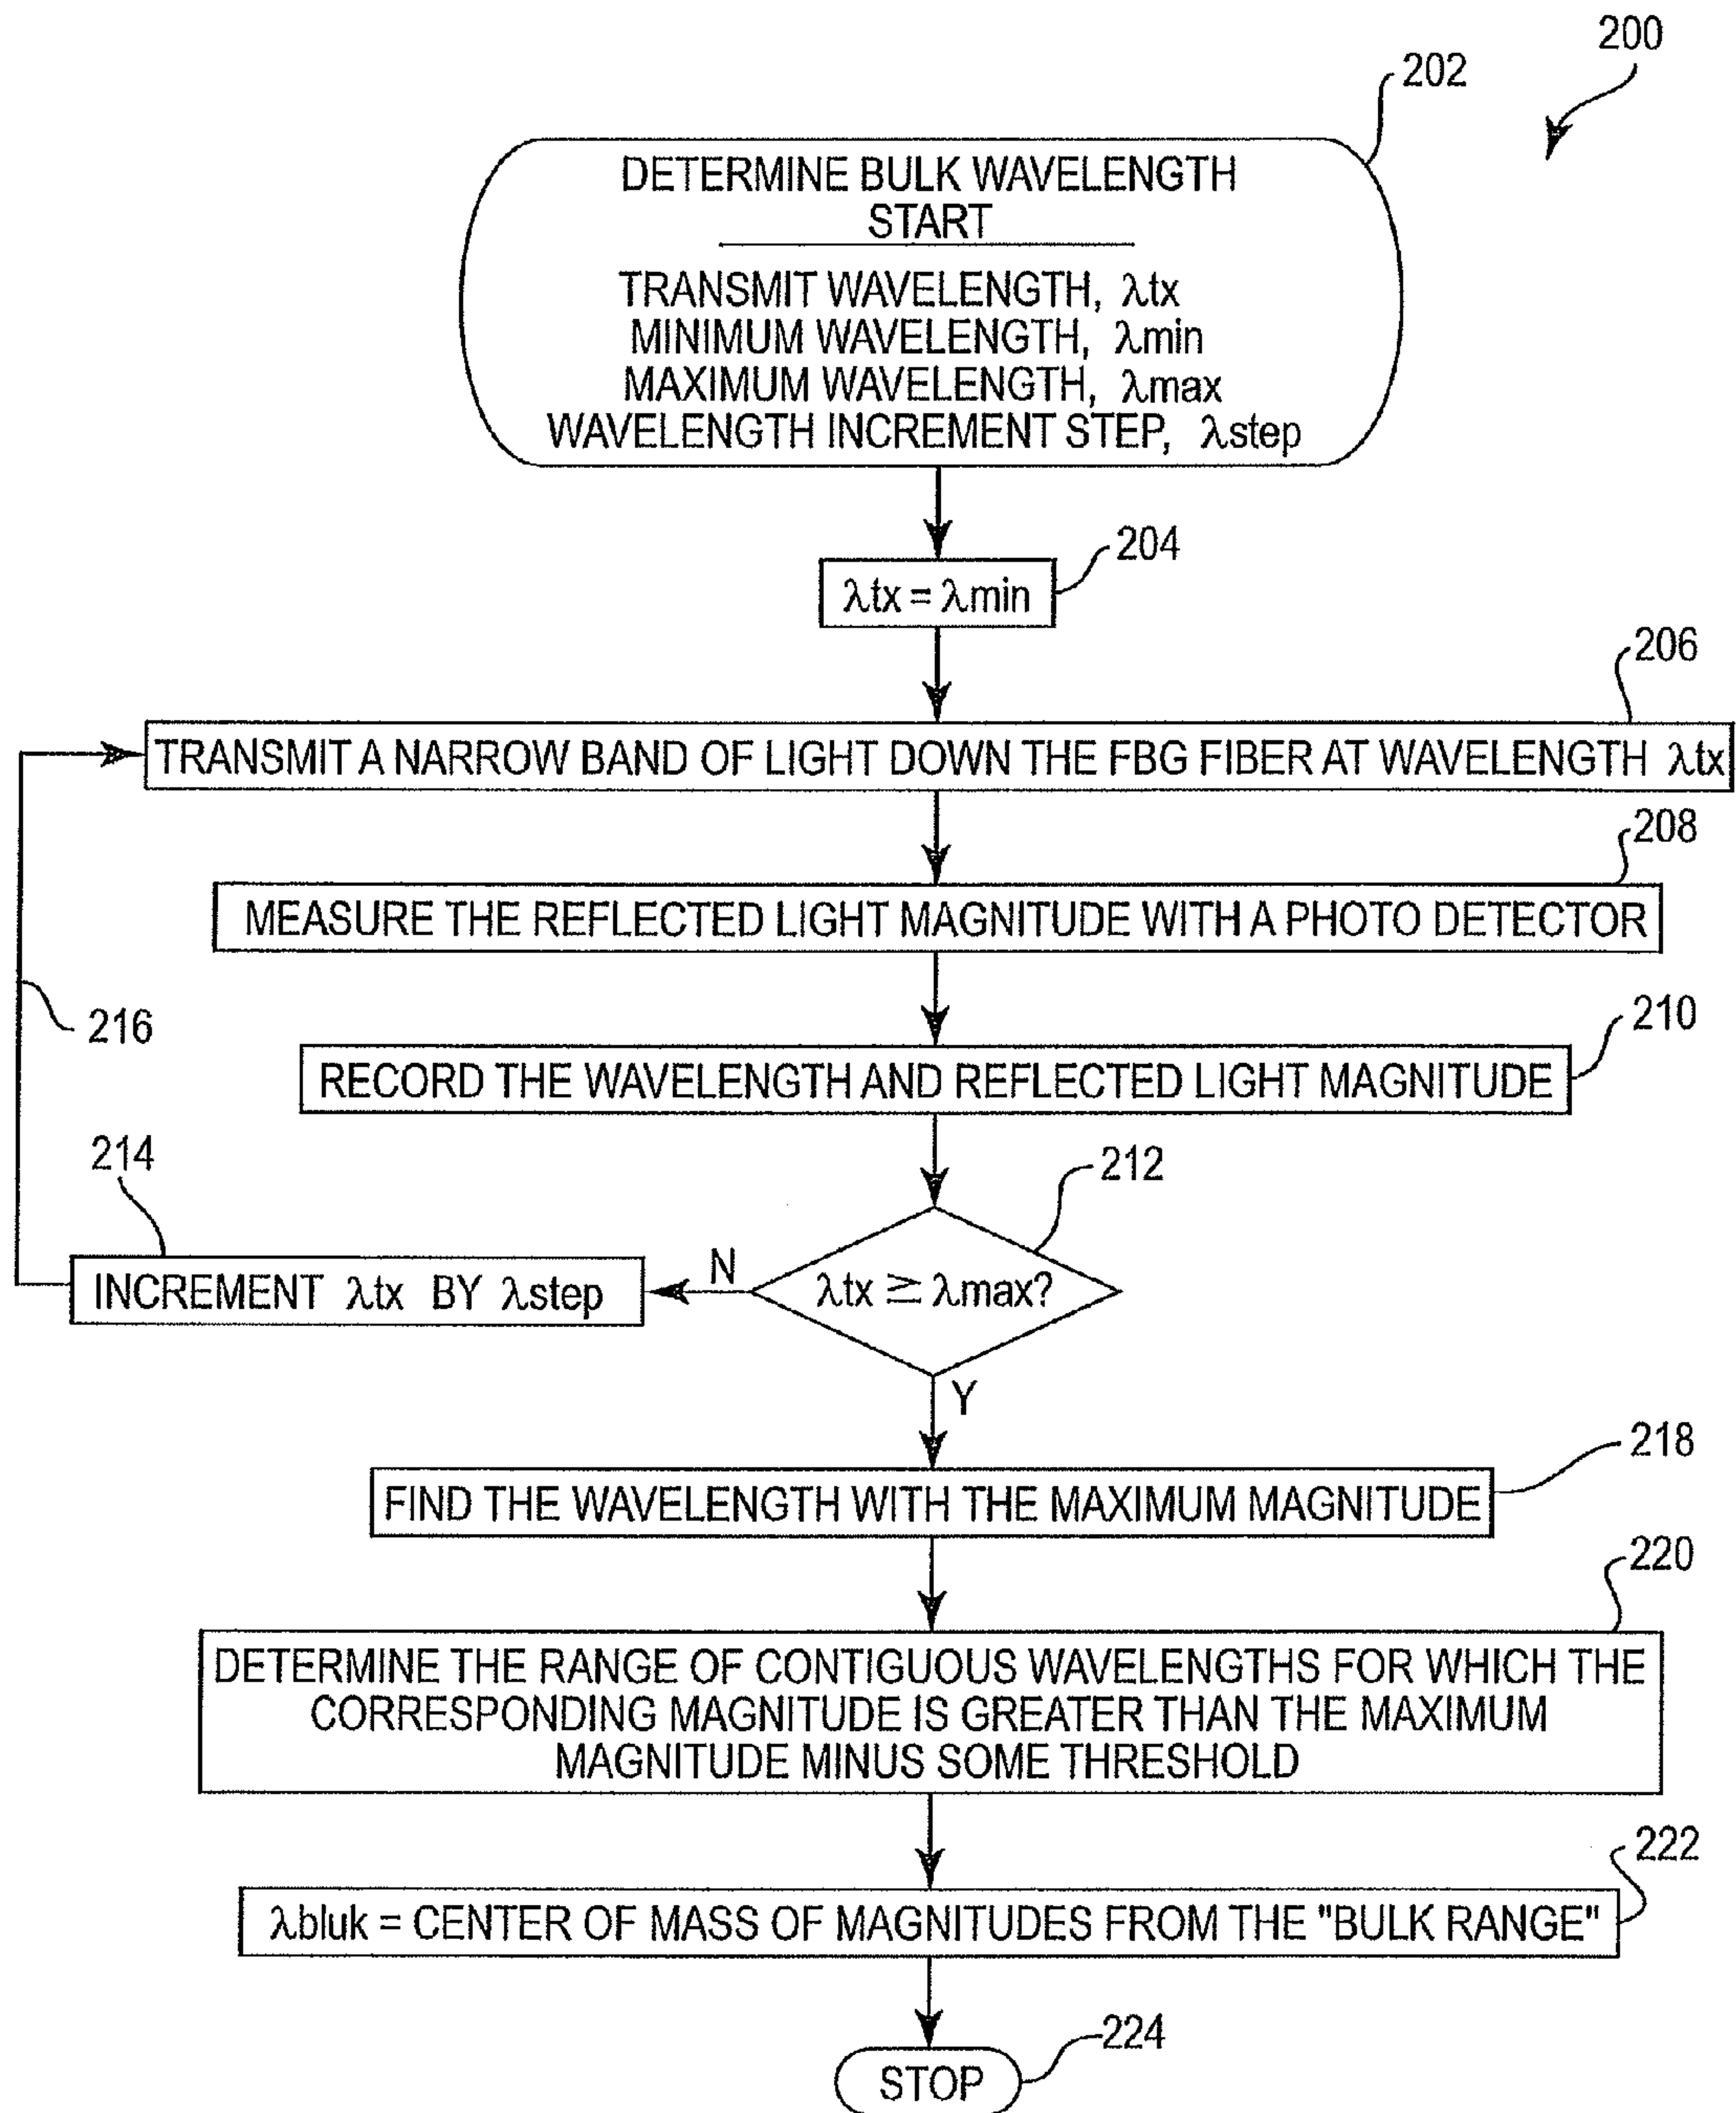 200
202
DETERMINE BULK WAVELENGTH
START
TRANSMIT WAVELENGTH, λtx
MINIMUM WAVELENGTH, λmin
MAXIMUM WAVELENGTH, λmax
WAVELENGTH INCREMENT STEP, λstep
204
λtx = λmin
206
TRANSMIT A NARROW BAND OF LIGHT DOWN THE FBG FIBER AT WAVELENGTH λtx
208
MEASURE THE REFLECTED LIGHT MAGNITUDE WITH A PHOTO DETECTOR
216
210
RECORD THE WAVELENGTH AND REFLECTED LIGHT MAGNITUDE
214
212
INCREMENT λtx BY λstep
N
λtx ≥ λmax?
Y
218
FIND THE WAVELENGTH WITH THE MAXIMUM MAGNITUDE
220
DETERMINE THE RANGE OF CONTIGUOUS WAVELENGTHS FOR WHICH THE
CORRESPONDING MAGNITUDE IS GREATER THAN THE MAXIMUM
MAGNITUDE MINUS SOME THRESHOLD
222
λbluk = CENTER OF MASS OF MAGNITUDES FROM THE "BULK RANGE"
224
STOP